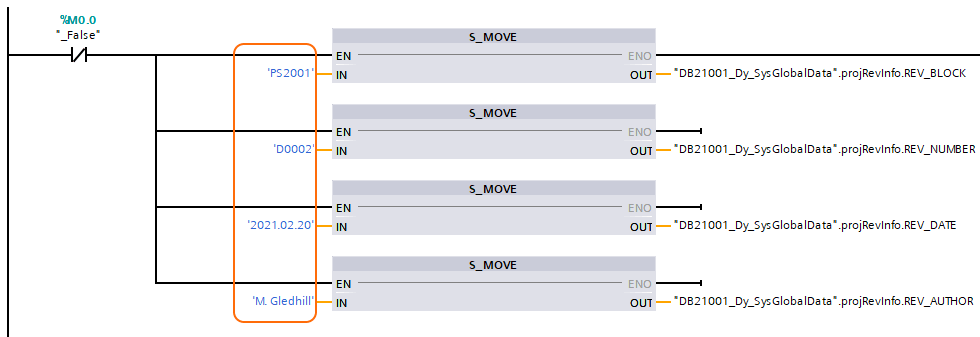 %M0.0
"_False"
S_MOVE
EN ENO
'PS2001' IN OUT "DB21001_Dy_SysGlobalData".projRevInfo.REV_BLOCK
S_MOVE
EN ENO
'D0002' IN OUT "DB21001_Dy_SysGlobalData".projRevInfo.REV_NUMBER
S_MOVE
EN ENO
'2021.02.20' IN OUT "DB21001_Dy_SysGlobalData".projRevInfo.REV_DATE
S_MOVE
EN ENO
'M. Gledhill' IN OUT "DB21001_Dy_SysGlobalData".projRevInfo.REV_AUTHOR